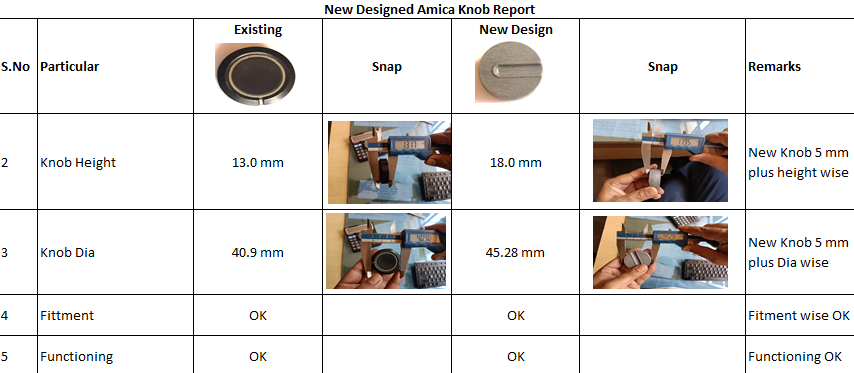 New Designed Amica Knob Report
S.No Particular Existing Snap New Design Snap Remarks
2 Knob Height 13.0 mm 18.0 mm New Knob 5 mm
plus height wise
3 Knob Dia 40.9 mm 45.28 mm New Knob 5 mm
plus Dia wise
4 Fittment OK OK Fitment wise OK
5 Functioning OK OK Functioning OK